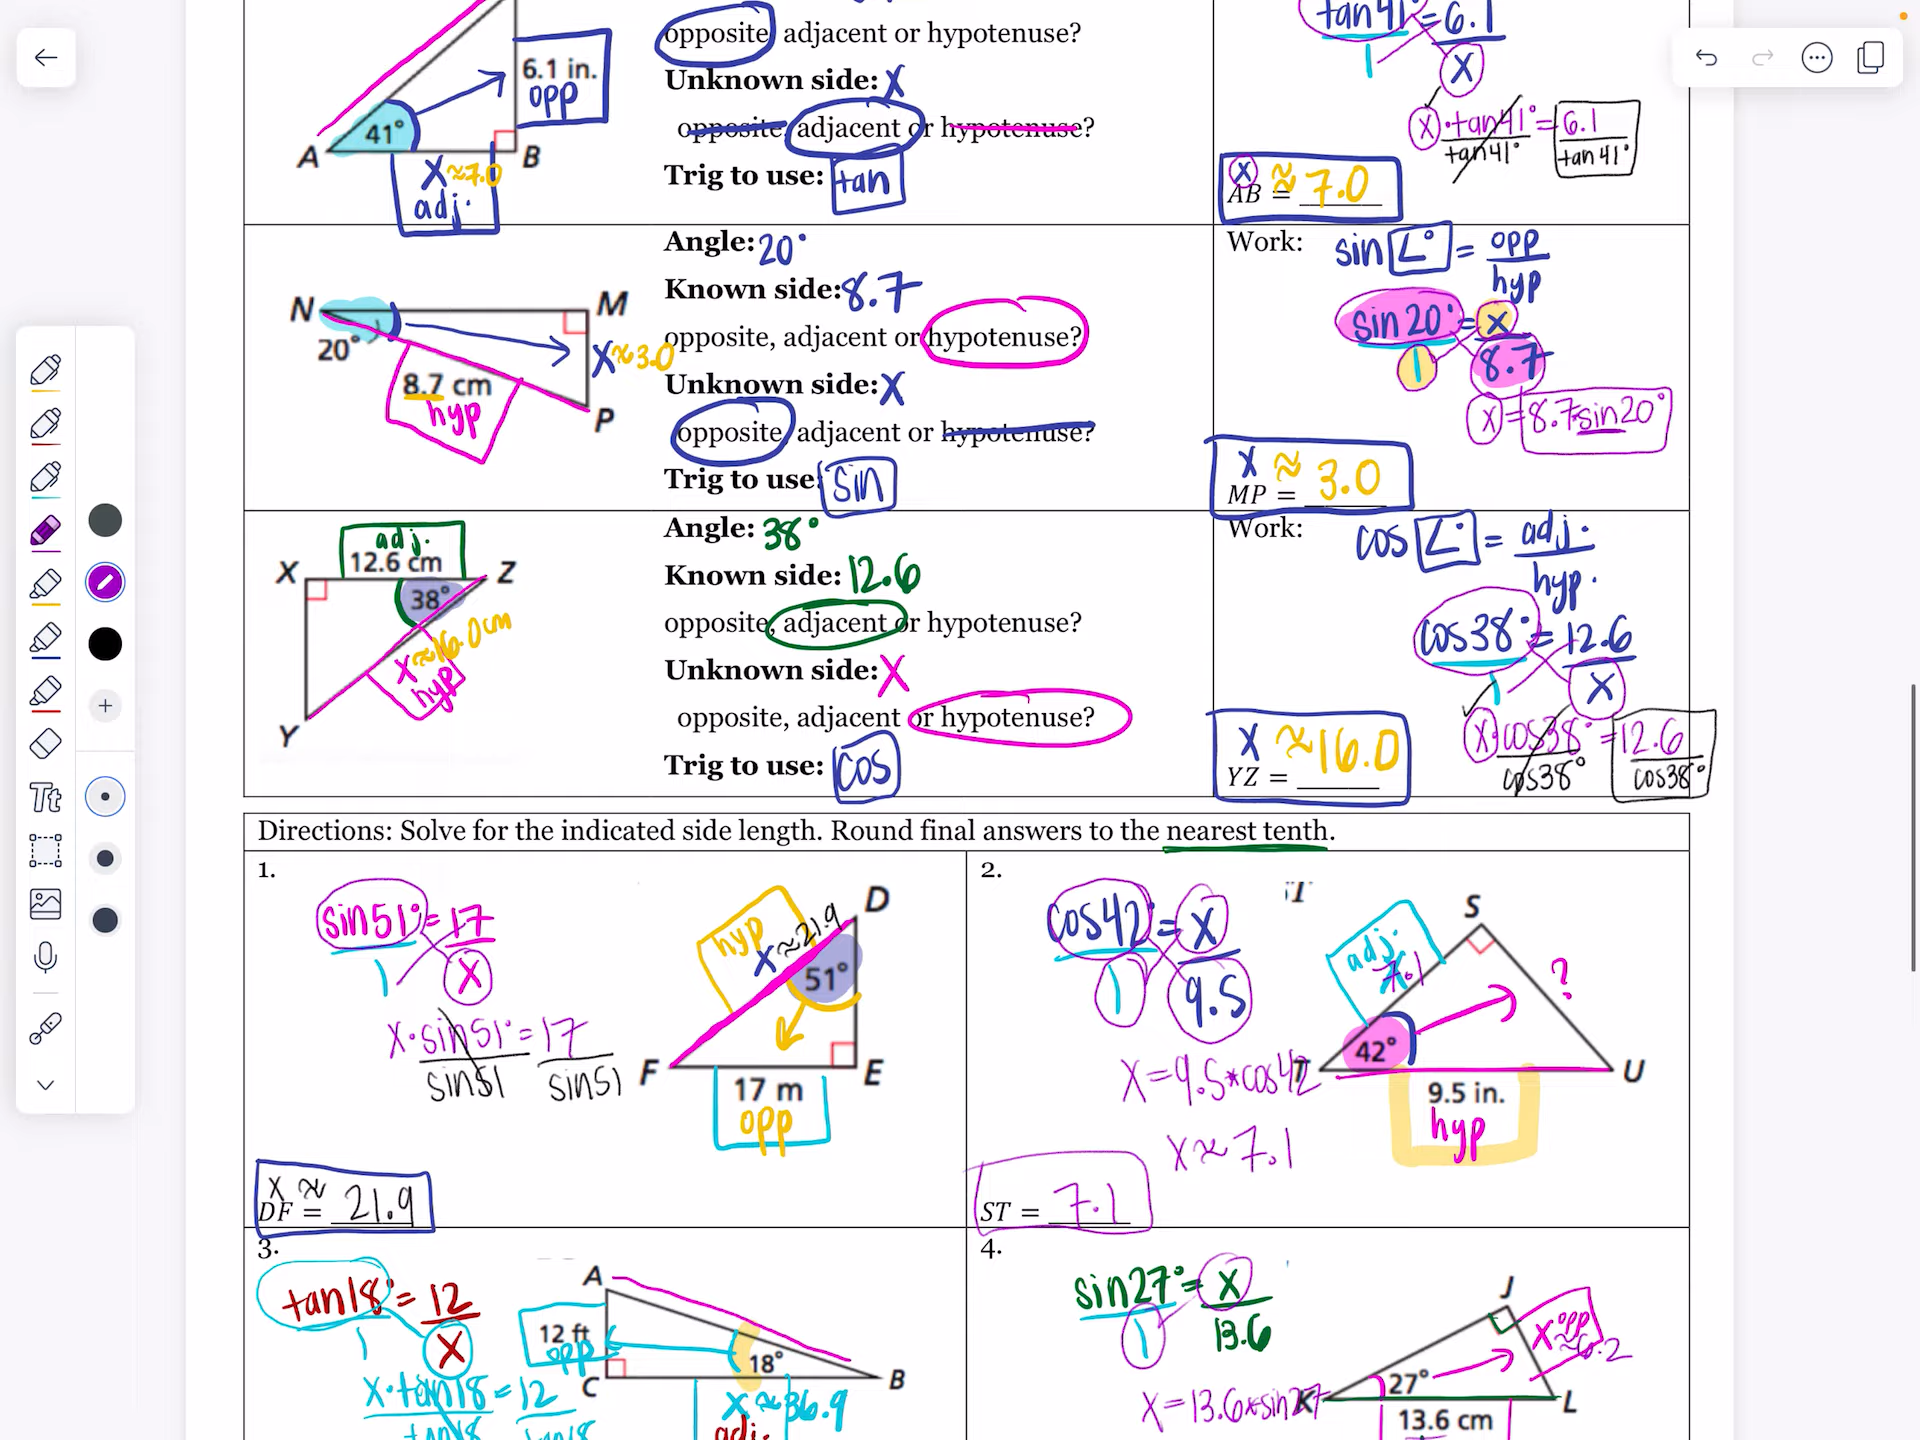 opposite, adjacent or hypotenuse?
Unknown side: X
opposite, adjacent or hypotenuse?
Trig to use: tan
6.1 in.
opp
41°
A
B
X ≈7.0
adj.
tan 41° = 6.1
1
X
X • tan 41° = 6.1
tan 41° tan 41°
X ≈ 7.0
AB = ______
Angle: 20°
Known side: 8.7
opposite, adjacent or hypotenuse?
Unknown side: X
opposite, adjacent or hypotenuse?
Trig to use: sin
N
M
20°
X ≈ 3.0
8.7 cm
hyp
P
Work: sin ∠° = opp
hyp
sin 20° = x
1 8.7
X = 8.7 sin 20°
X ≈ 3.0
MP = ______
Angle: 38°
Known side: 12.6
opposite, adjacent or hypotenuse?
Unknown side: X
opposite, adjacent or hypotenuse?
Trig to use: cos
adj.
12.6 cm
X
Z
38°
X ≈16.0cm
hyp
Y
Work: cos ∠° = adj.
hyp.
cos 38° = 12.6
1 X
X • cos 38° = 12.6
cos 38° cos 38°
X ≈16.0
YZ = ______
Directions: Solve for the indicated side length. Round final answers to the nearest tenth.
1.
sin 51° = 17
1 X
X • sin 51° = 17
sin 51 sin 51
D
hyp
X ≈21.9
51°
F
E
17 m
opp
X ≈
DF = 21.9
2.
cos 42° = X
1 9.5
X = 9.5 * cos 42
X ≈ 7.1
S
adj.
7.1
?
42°
T
U
9.5 in.
hyp
ST = 7.1
3.
tan 18° = 12
1 X
X • tan 18 = 12
tan 18 tan 18
A
12 ft
opp
18°
C
B
X ≈ 36.9
adj.
4.
sin 27° = X
1 13.6
X = 13.6 * sin 27
J
X opp
≈ 6.2
27°
K
L
13.6 cm
Tt